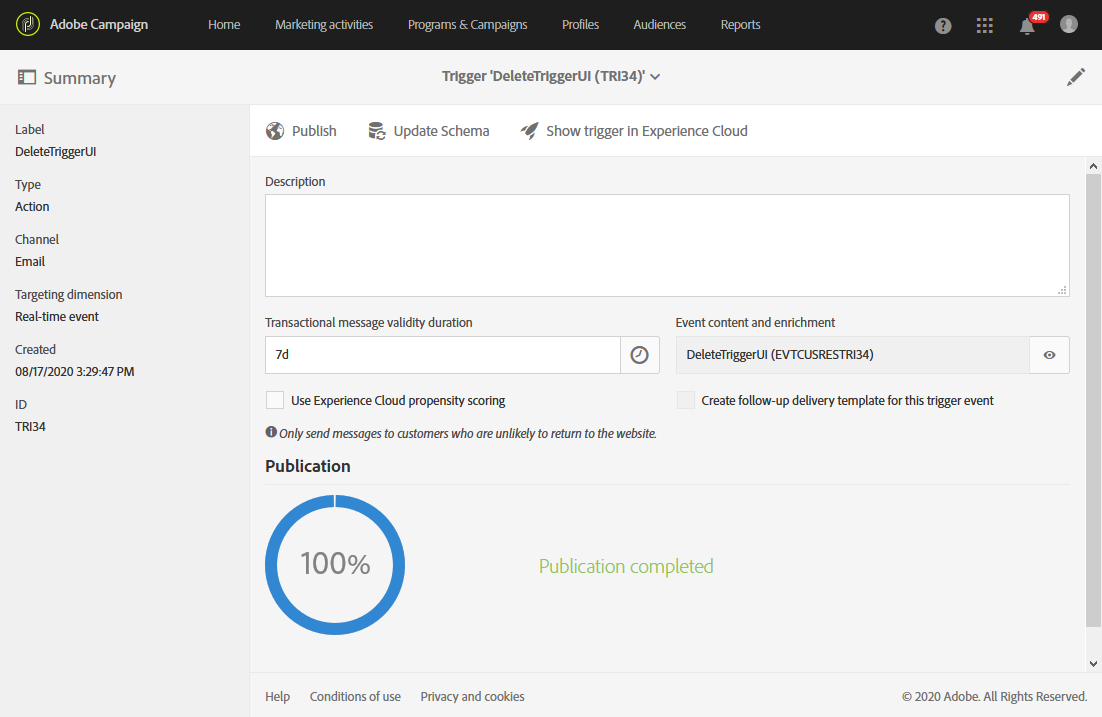 Adobe Campaign Home Marketing activities Programs & Campaigns Profiles Audiences Reports ? 491
Summary Trigger 'DeleteTriggerUI (TRI34)'
Label
DeleteTriggerUI
Type
Action
Channel
Email
Targeting dimension
Real-time event
Created
08/17/2020 3:29:47 PM
ID
TRI34
Publish Update Schema Show trigger in Experience Cloud
Description
Transactional message validity duration Event content and enrichment
7d DeleteTriggerUI (EVTCUSRESTRI34)
Use Experience Cloud propensity scoring Create follow-up delivery template for this trigger event
Only send messages to customers who are unlikely to return to the website.
Publication
100% Publication completed
Help Conditions of use Privacy and cookies © 2020 Adobe. All Rights Reserved.